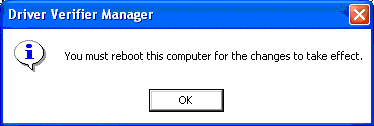 Driver Verifier Manager
You must reboot this computer for the changes to take effect.
OK